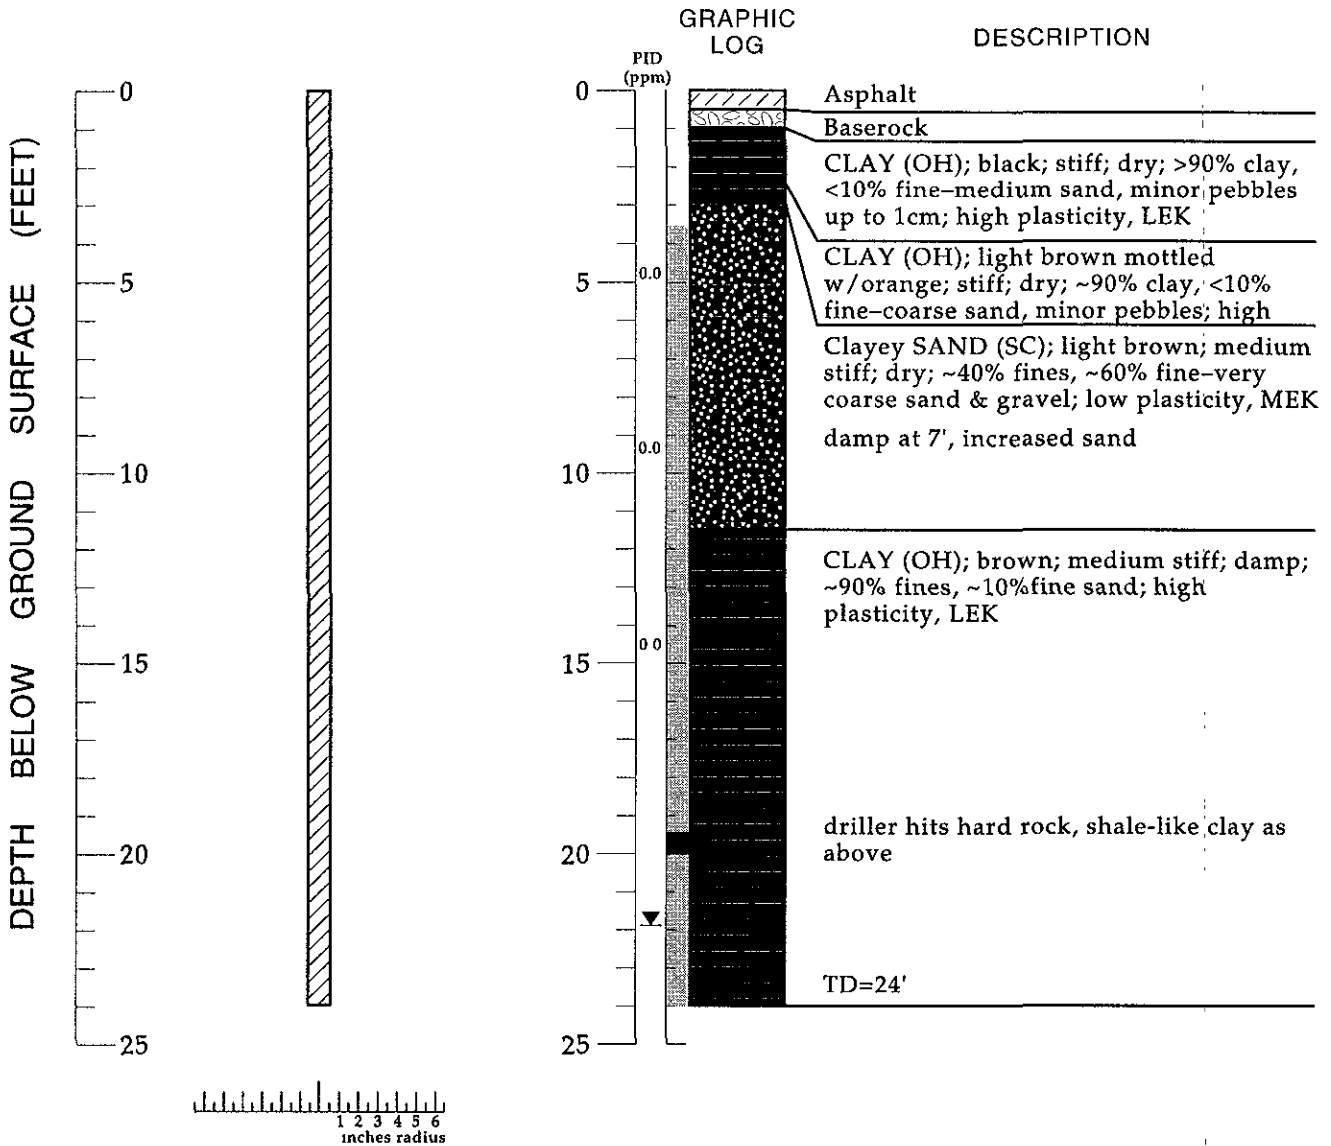 GRAPHIC
LOG
DESCRIPTION
PID
(ppm)
DEPTH BELOW GROUND SURFACE (FEET)
0
5
10
15
20
25
0
5
10
15
20
25
0.0
0.0
0 0
Asphalt
Baserock
CLAY (OH); black; stiff; dry; >90% clay,
<10% fine–medium sand, minor pebbles
up to 1cm; high plasticity, LEK
CLAY (OH); light brown mottled
w/orange; stiff; dry; ~90% clay, <10%
fine–coarse sand, minor pebbles; high
Clayey SAND (SC); light brown; medium
stiff; dry; ~40% fines, ~60% fine–very
coarse sand & gravel; low plasticity, MEK
damp at 7', increased sand
CLAY (OH); brown; medium stiff; damp;
~90% fines, ~10%fine sand; high
plasticity, LEK
driller hits hard rock, shale-like clay as
above
TD=24'
1 2 3 4 5 6
inches radius